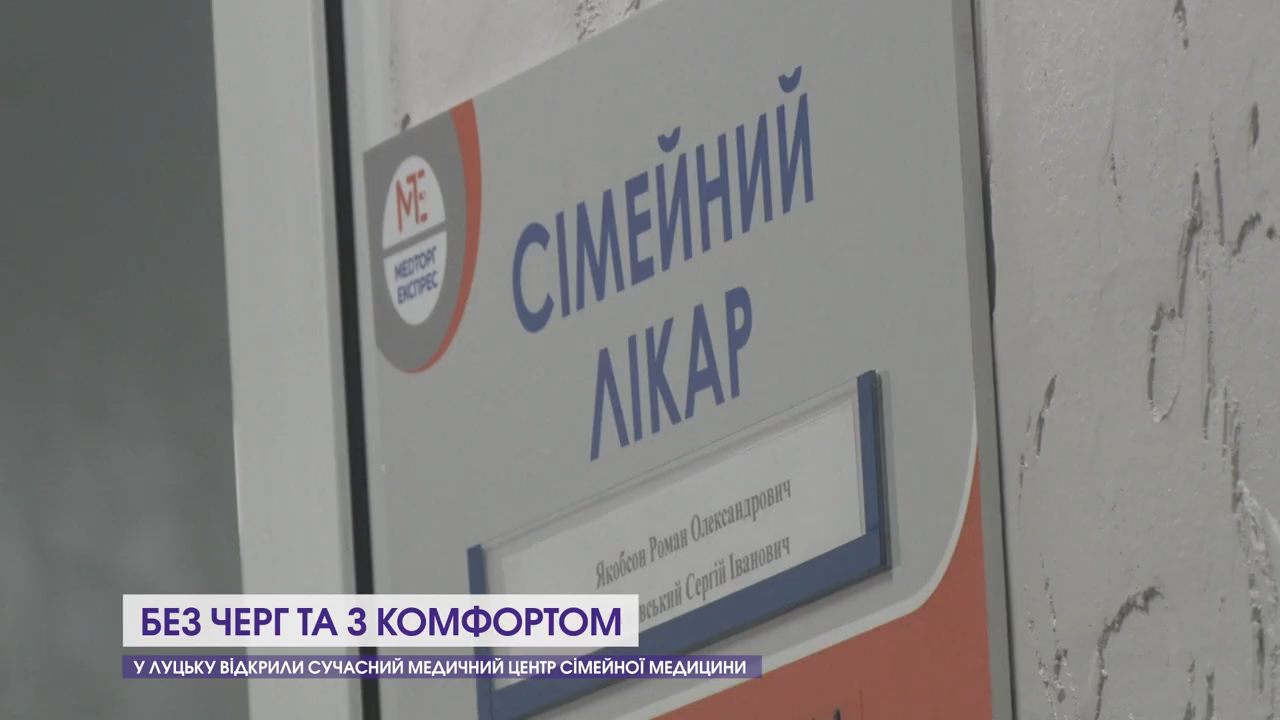 МТЕ
МЕДТОРГ
ЕКСПРЕС
СІМЕЙНИЙ
ЛІКАР
Якобсон Роман Олександрович
Сергій Іванович
БЕЗ ЧЕРГ ТА З КОМФОРТОМ
У ЛУЦЬКУ ВІДКРИЛИ СУЧАСНИЙ МЕДИЧНИЙ ЦЕНТР СІМЕЙНОЇ МЕДИЦИНИ